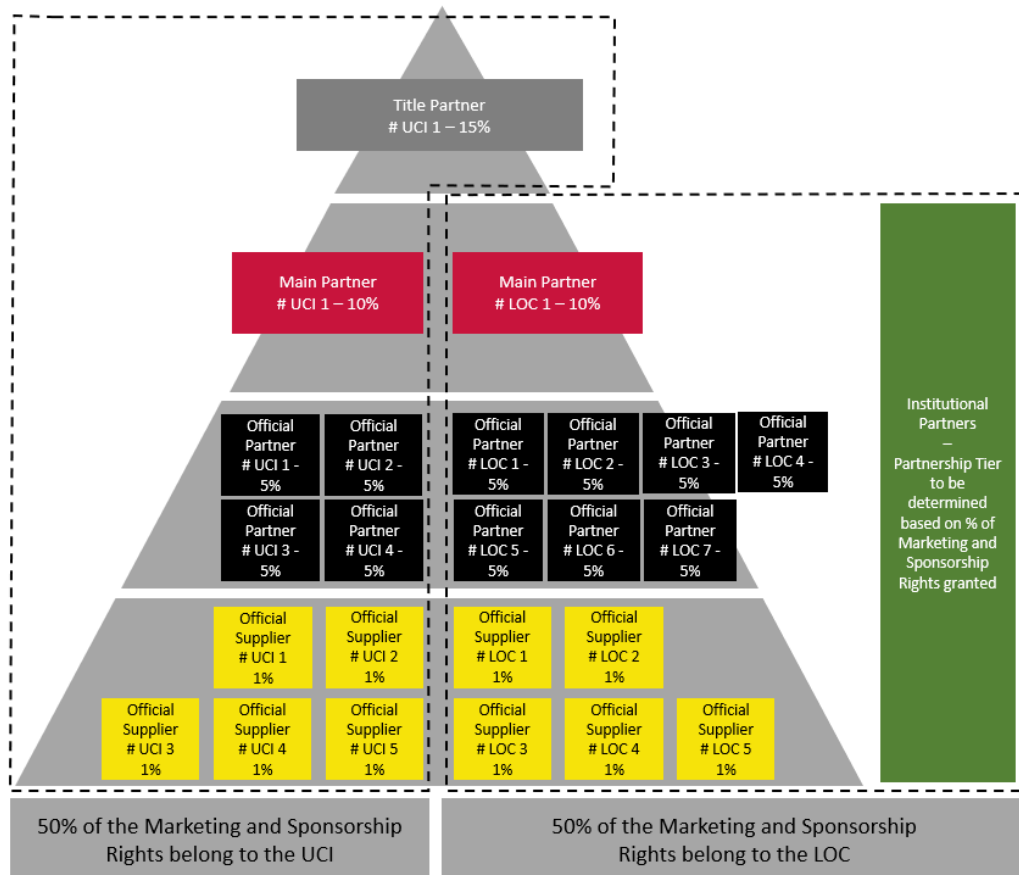 Title Partner
# UCI 1 – 15%
Main Partner
# UCI 1 – 10%
Main Partner
# LOC 1 – 10%
Official
Partner
# UCI 1 -
5%
Official
Partner
# UCI 2 -
5%
Official
Partner
# LOC 1 -
5%
Official
Partner
# LOC 2 -
5%
Official
Partner
# LOC 3 -
5%
Official
Partner
# LOC 4 -
5%
Official
Partner
# UCI 3 -
5%
Official
Partner
# UCI 4 -
5%
Official
Partner
# LOC 5 -
5%
Official
Partner
# LOC 6 -
5%
Official
Partner
# LOC 7 -
5%
Official
Supplier
# UCI 1
1%
Official
Supplier
# UCI 2
1%
Official
Supplier
# LOC 1
1%
Official
Supplier
# LOC 2
1%
Official
Supplier
# UCI 3
1%
Official
Supplier
# UCI 4
1%
Official
Supplier
# UCI 5
1%
Official
Supplier
# LOC 3
1%
Official
Supplier
# LOC 4
1%
Official
Supplier
# LOC 5
1%
Institutional
Partners
–
Partnership Tier
to be
determined
based on % of
Marketing and
Sponsorship
Rights granted
50% of the Marketing and Sponsorship
Rights belong to the UCI
50% of the Marketing and Sponsorship
Rights belong to the LOC